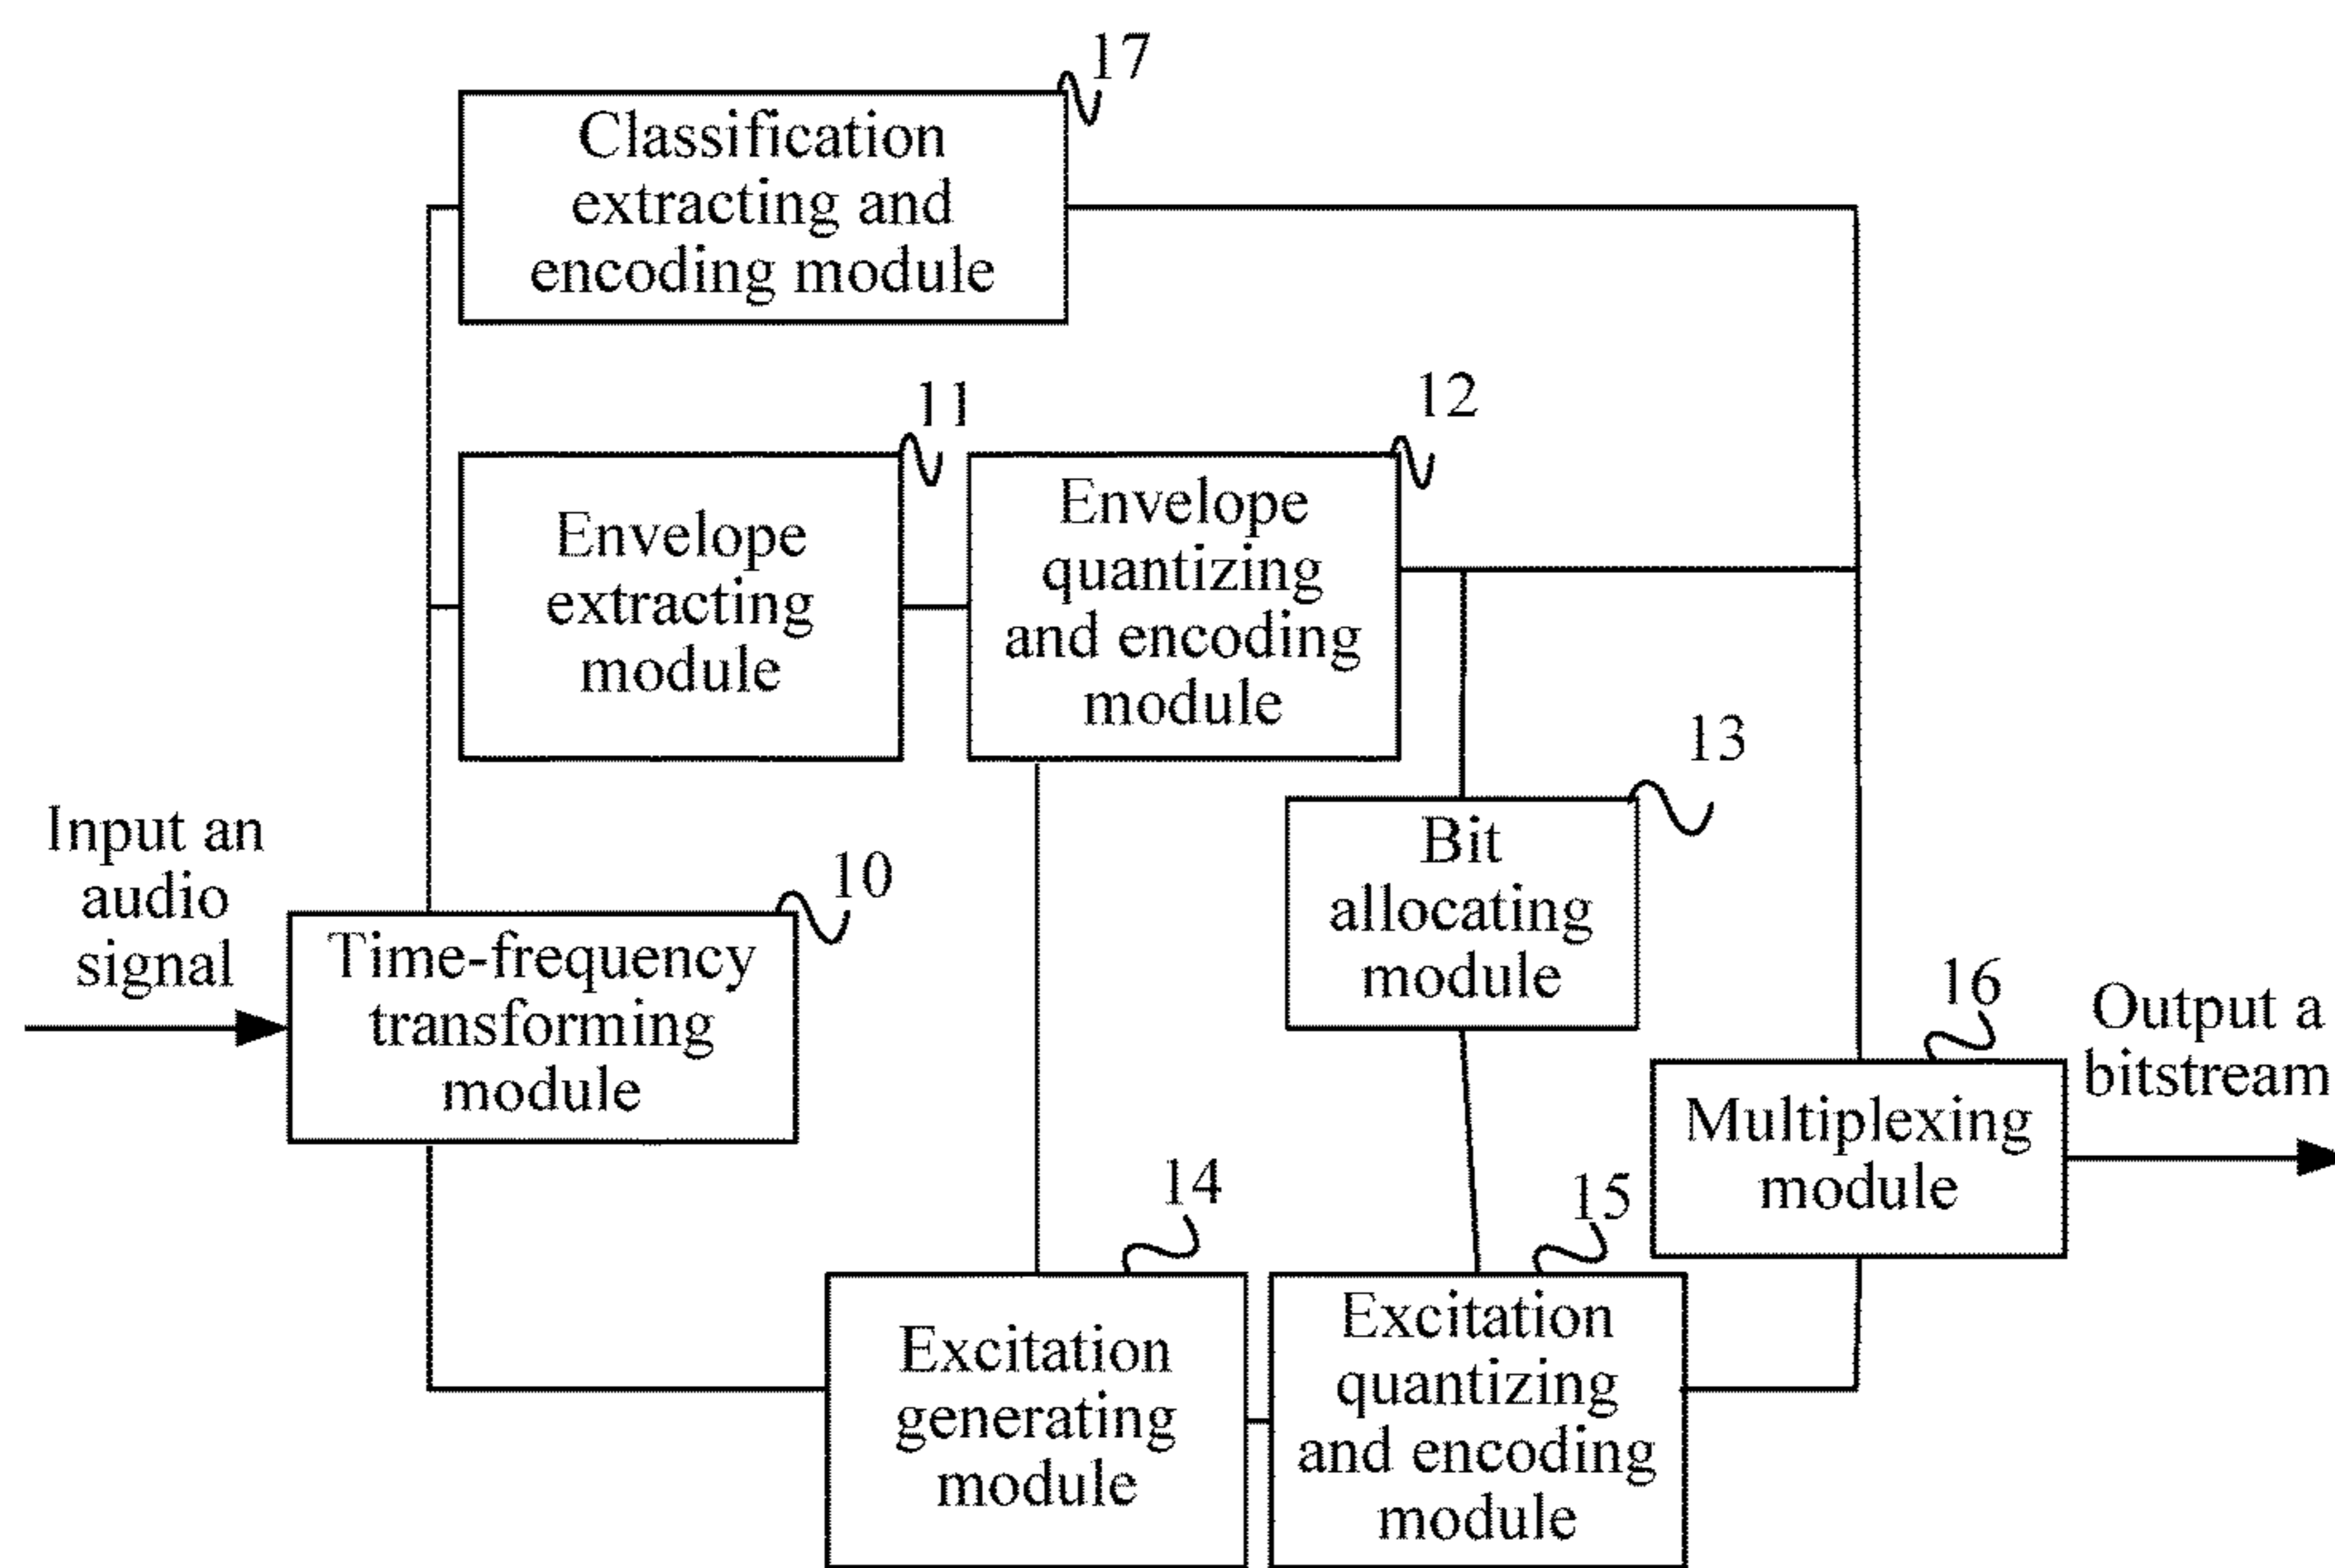 17
Classification
extracting and
encoding module
11
Envelope
extracting
module
12
Envelope
quantizing
and encoding
module
13
Bit
allocating
module
Input an
audio
signal
10
Time-frequency
transforming
module
14
Excitation
generating
module
15
Excitation
quantizing
and encoding
module
16
Multiplexing
module
Output a
bitstream